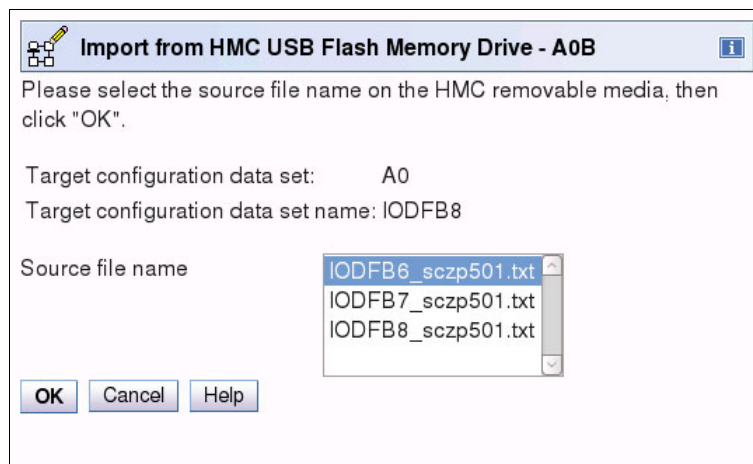 Import from HMC USB Flash Memory Drive - A0B
i
Please select the source file name on the HMC removable media, then
click "OK".
Target configuration data set: A0
Target configuration data set name: IODFB8
Source file name
IODFB6_sczp501.txt
IODFB7_sczp501.txt
IODFB8_sczp501.txt
OK Cancel Help